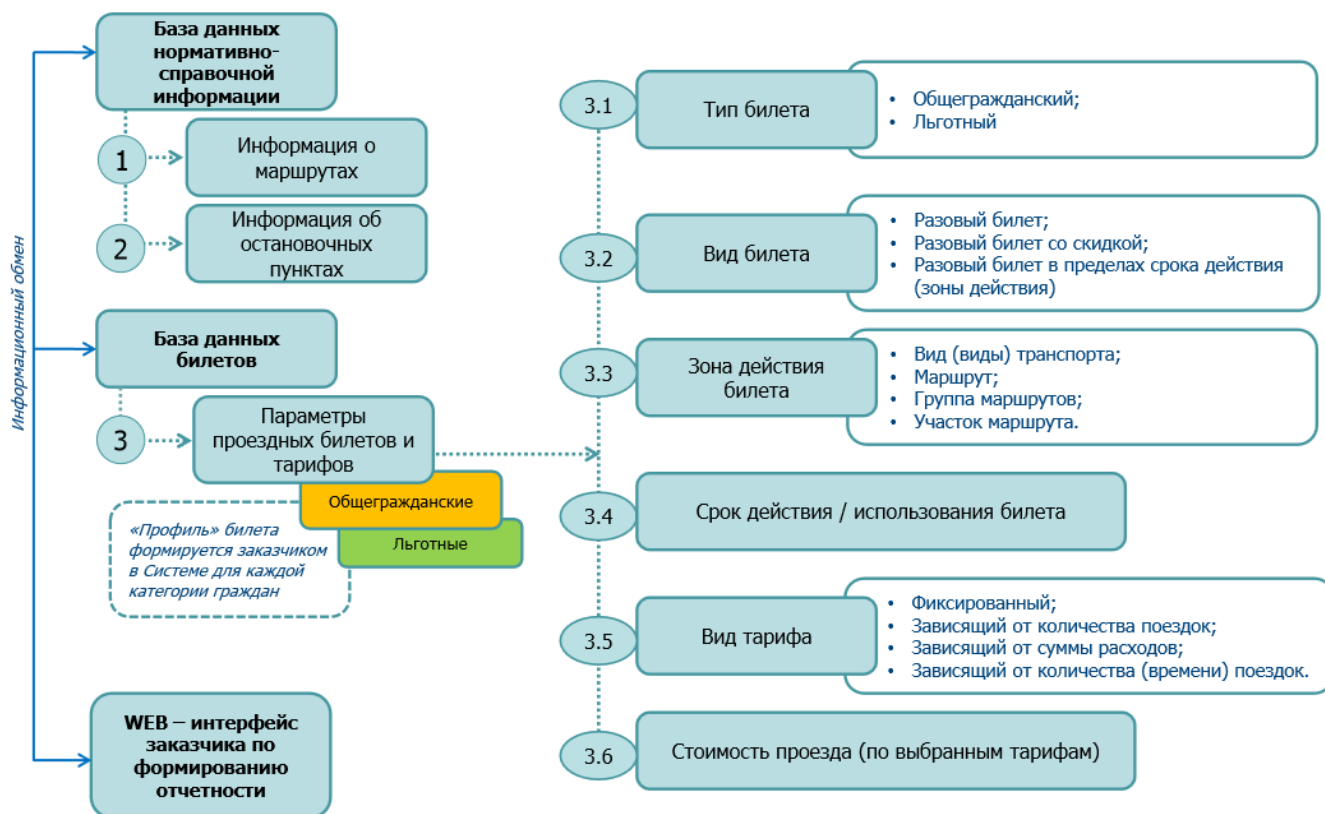 Информационный обмен
База данных
нормативно-
справочной
информации
1
Информация о
маршрутах
2
Информация об
остановочных
пунктах
База данных
билетов
3
Параметры
проездных билетов и
тарифов
Общегражданские
Льготные
«Профиль» билета
формируется заказчиком
в Системе для каждой
категории граждан
WEB – интерфейс
заказчика по
формированию
отчетности
3.1
Тип билета
• Общегражданский;
• Льготный
3.2
Вид билета
• Разовый билет;
• Разовый билет со скидкой;
• Разовый билет в пределах срока действия
(зоны действия)
3.3
Зона действия
билета
• Вид (виды) транспорта;
• Маршрут;
• Группа маршрутов;
• Участок маршрута.
3.4
Срок действия / использования билета
3.5
Вид тарифа
• Фиксированный;
• Зависящий от количества поездок;
• Зависящий от суммы расходов;
• Зависящий от количества (времени) поездок.
3.6
Стоимость проезда (по выбранным тарифам)